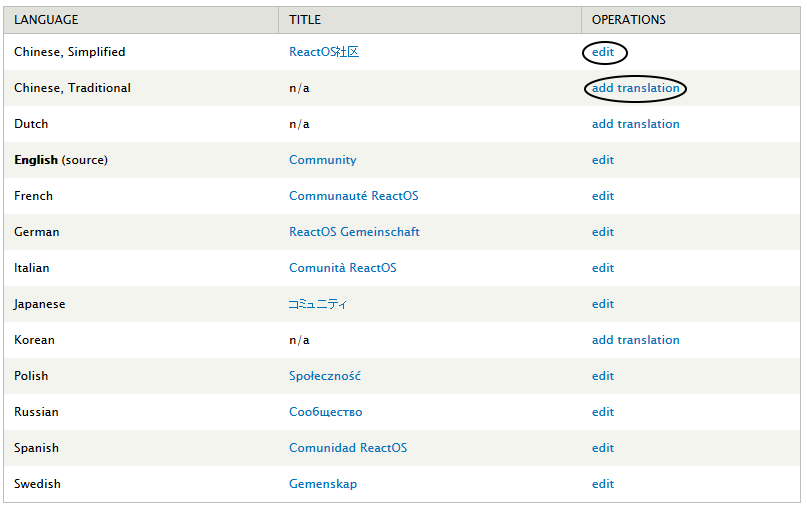 LANGUAGE TITLE OPERATIONS
Chinese, Simplified ReactOS社区 edit
Chinese, Traditional n/a add translation
Dutch n/a add translation
English (source) Community edit
French Communauté ReactOS edit
German ReactOS Gemeinschaft edit
Italian Comunità ReactOS edit
Japanese コミュニティ edit
Korean n/a add translation
Polish Społeczność edit
Russian Сообщество edit
Spanish Comunidad ReactOS edit
Swedish Gemenskap edit